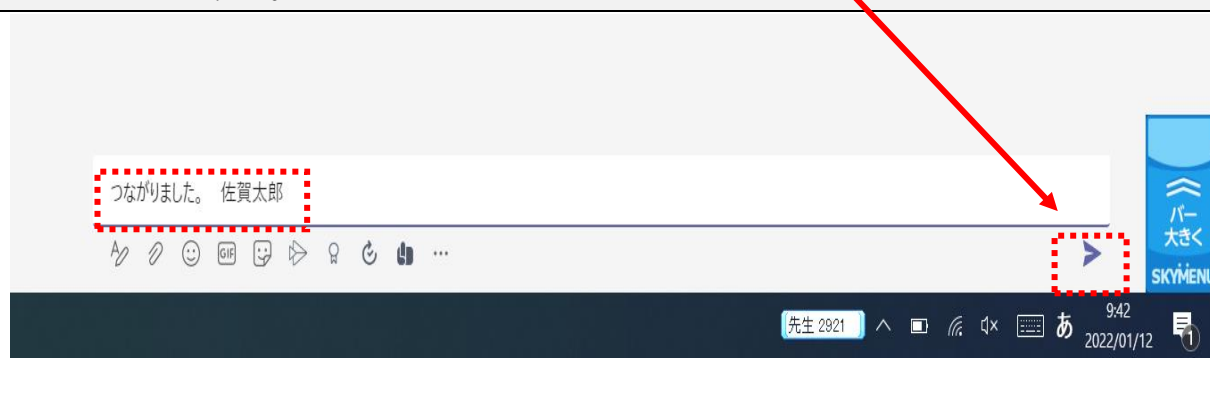 つながりました。 佐賀太郎
GIF
バー
大きく
SKYMENU
先生 2921
あ
9:42
2022/01/12
1